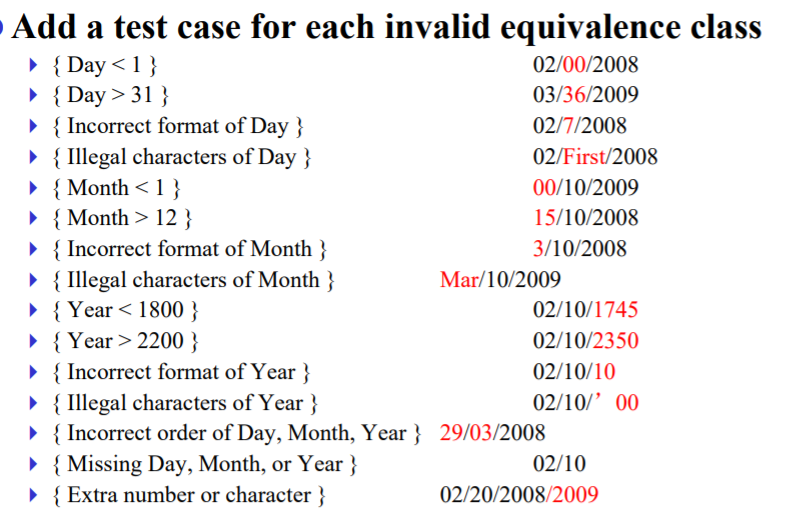 Add a test case for each invalid equivalence class
{ Day < 1 } 02/00/2008
{ Day > 31 } 03/36/2009
{ Incorrect format of Day } 02/7/2008
{ Illegal characters of Day } 02/First/2008
{ Month < 1 } 00/10/2009
{ Month > 12 } 15/10/2008
{ Incorrect format of Month } 3/10/2008
{ Illegal characters of Month } Mar/10/2009
{ Year < 1800 } 02/10/1745
{ Year > 2200 } 02/10/2350
{ Incorrect format of Year } 02/10/10
{ Illegal characters of Year } 02/10/’ 00
{ Incorrect order of Day, Month, Year } 29/03/2008
{ Missing Day, Month, or Year } 02/10
{ Extra number or character } 02/20/2008/2009